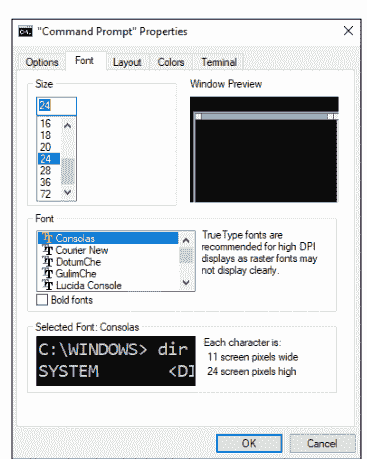 "Command Prompt" Properties
Options Font Layout Colors Terminal
Size
Window Preview
24
16
18
20
24
28
36
72
Font
Consolas
Courier New
DotumChe
GulimChe
Lucida Console
TrueType fonts are
recommended for high DPI
displays as raster fonts may
not display clearly.
Bold fonts
Selected Font: Consolas
C:\WINDOWS> dir
SYSTEM <DI
Each character is:
11 screen pixels wide
24 screen pixels high
OK Cancel